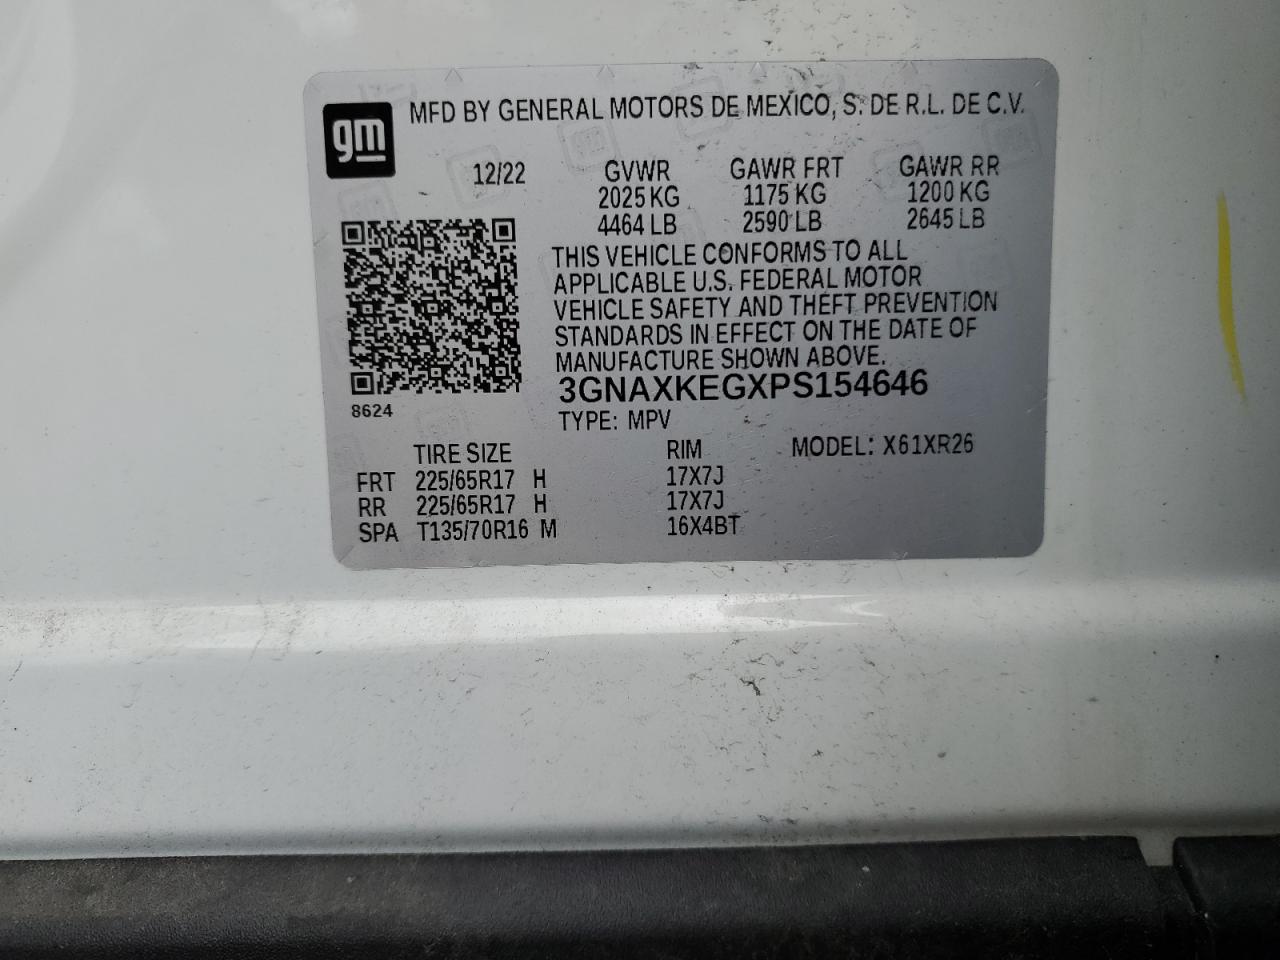 gm
MFD BY GENERAL MOTORS DE MEXICO, S. DE R.L. DE C.V.
12/22 GVWR GAWR FRT GAWR RR
2025 KG 1175 KG 1200 KG
4464 LB 2590 LB 2645 LB
THIS VEHICLE CONFORMS TO ALL
APPLICABLE U.S. FEDERAL MOTOR
VEHICLE SAFETY AND THEFT PREVENTION
STANDARDS IN EFFECT ON THE DATE OF
MANUFACTURE SHOWN ABOVE.
3GNAXKEGXPS154646
8624
TYPE: MPV
TIRE SIZE RIM MODEL: X61XR26
FRT 225/65R17 H 17X7J
RR 225/65R17 H 17X7J
SPA T135/70R16 M 16X4BT